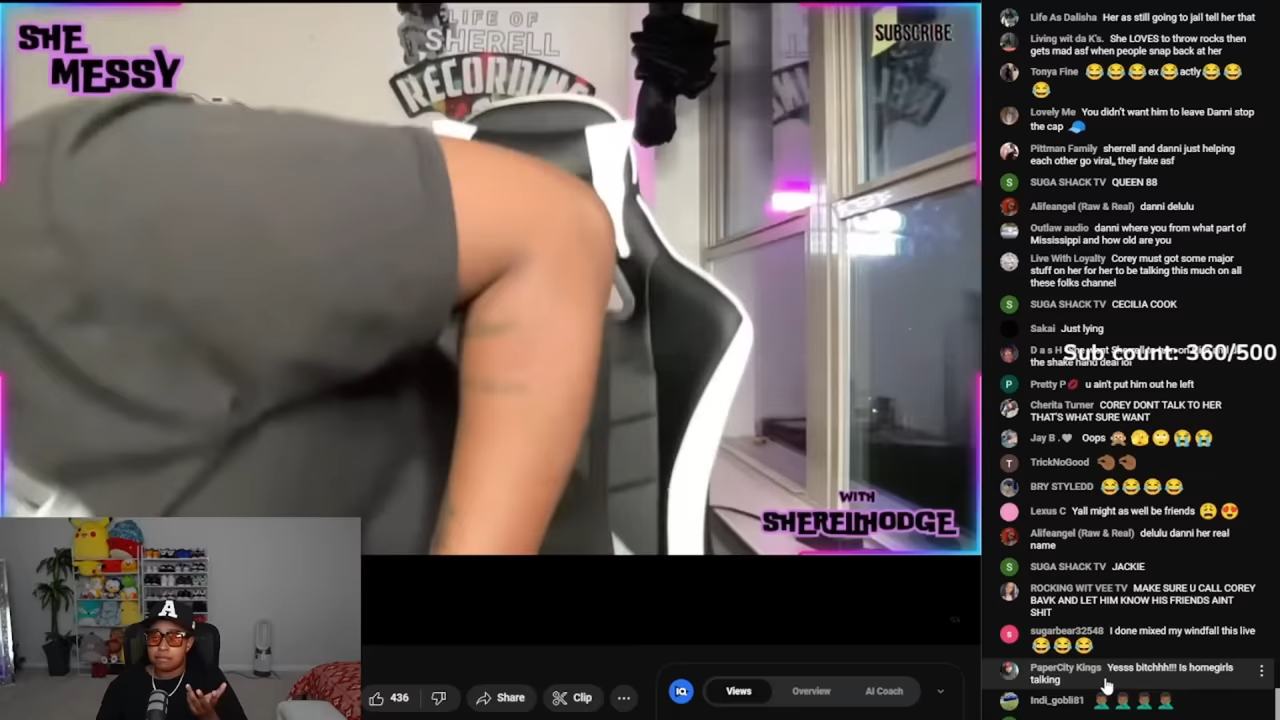 SHE
MESSY
LIFE OF
SHERELL
RECORDING
SUBSCRIBE
WITH
SHERELLHODGE
A
436
Share
Clip
IQ
Views
Overview
AI Coach
Life As Dalisha Her as still going to jail tell her that
Living wit da K's. She LOVES to throw rocks then
gets mad asf when people snap back at her
Tonya Fine 😂😂😂 ex 😂 actly 😂😂
😂
Lovely Me You didn't want him to leave Danni stop
the cap 🧢
Pittman Family sherrell and danni just helping
each other go viral,, they fake asf
S SUGA SHACK TV QUEEN 88
Alifeangel (Raw & Real) danni delulu
Outlaw audio danni where you from what part of
Mississippi and how old are you
Live With Loyalty Corey must got some major
stuff on her for her to be talking this much on all
these folks channel
S SUGA SHACK TV CECILIA COOK
Sakai Just lying
D a s H
Sub count: 360/500
the shake hand deal lol
P Pretty P💋 u ain't put him out he left
Cherita Turner COREY DONT TALK TO HER
THAT'S WHAT SURE WANT
Jay B .🤍 Oops 🙊🫣🙄😭😭
T TrickNoGood 🤏🏾🤏🏾
BRY STYLEDD 😂😂😂😂
Lexus C Yall might as well be friends 😩😍
Alifeangel (Raw & Real) delulu danni her real
name
S SUGA SHACK TV JACKIE
ROCKING WIT VEE TV MAKE SURE U CALL COREY
BAVK AND LET HIM KNOW HIS FRIENDS AINT
SHIT
s sugarbear32548 I done mixed my windfall this live
😂😂😂
PaperCity Kings Yesss bitchhh!!! Is homegirls
talking
Indi_gobli81